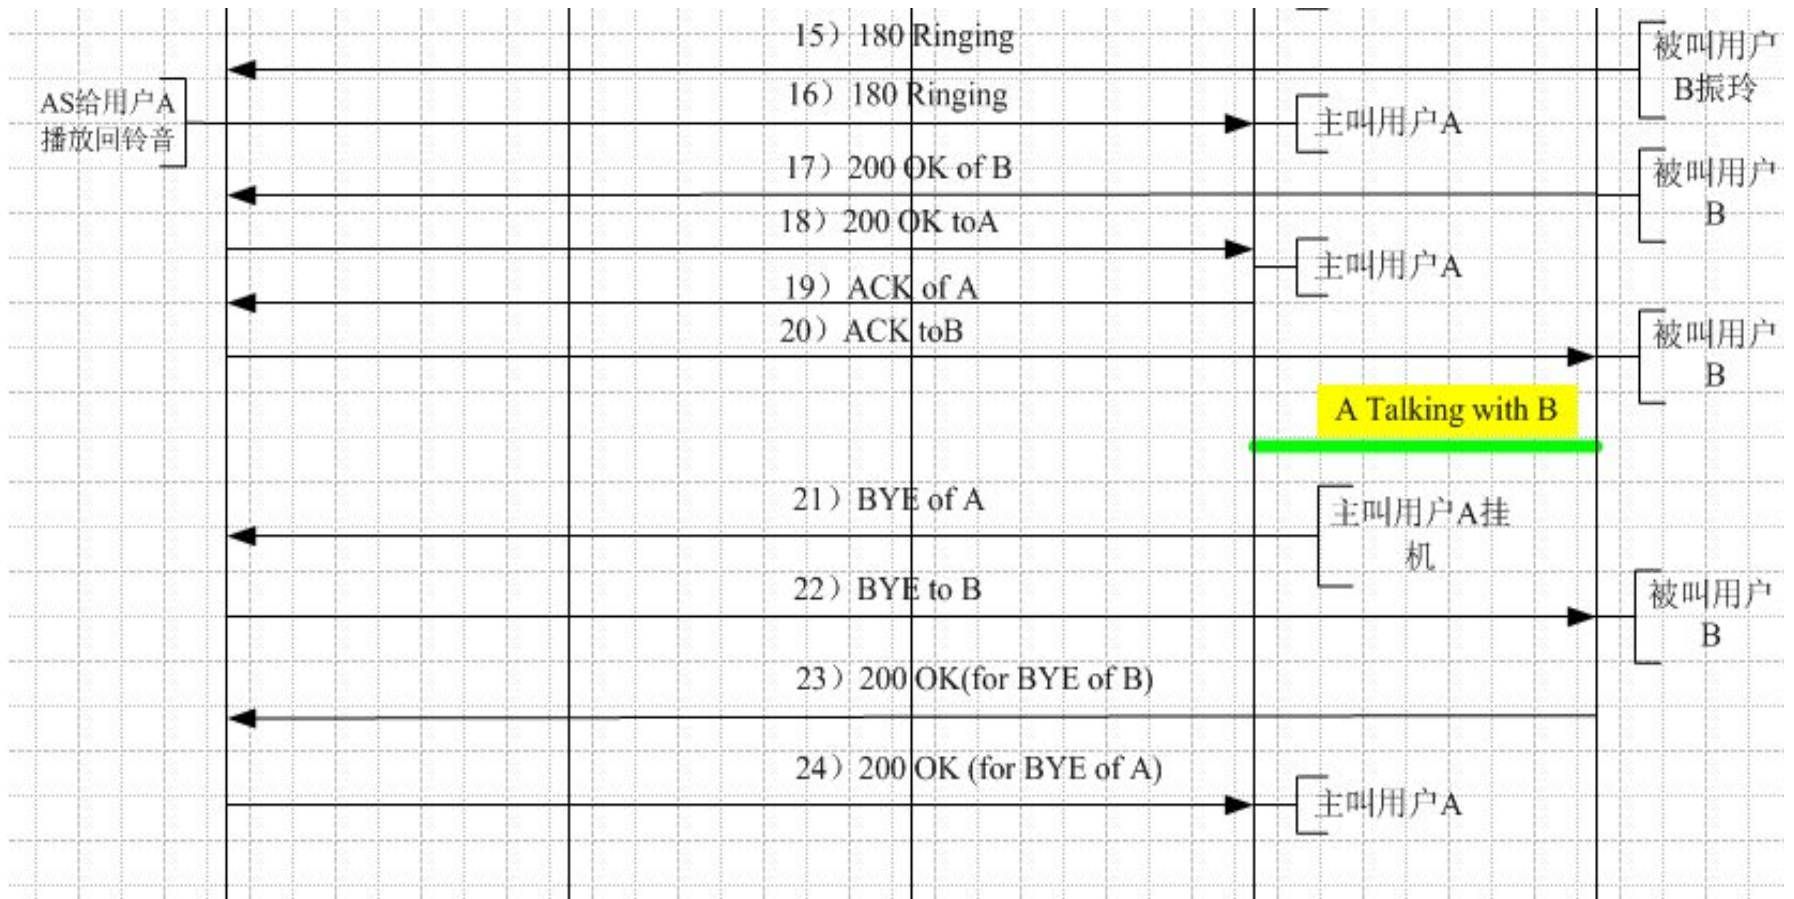 15）180 Ringing
被叫用户
B振玲
AS给用户A
播放回铃音
16）180 Ringing
主叫用户A
17）200 OK of B
被叫用户
B
18）200 OK toA
主叫用户A
19）ACK of A
20）ACK toB
被叫用户
B
A Talking with B
21）BYE of A
主叫用户A挂
机
22）BYE to B
被叫用户
B
23）200 OK(for BYE of B)
24）200 OK (for BYE of A)
主叫用户A